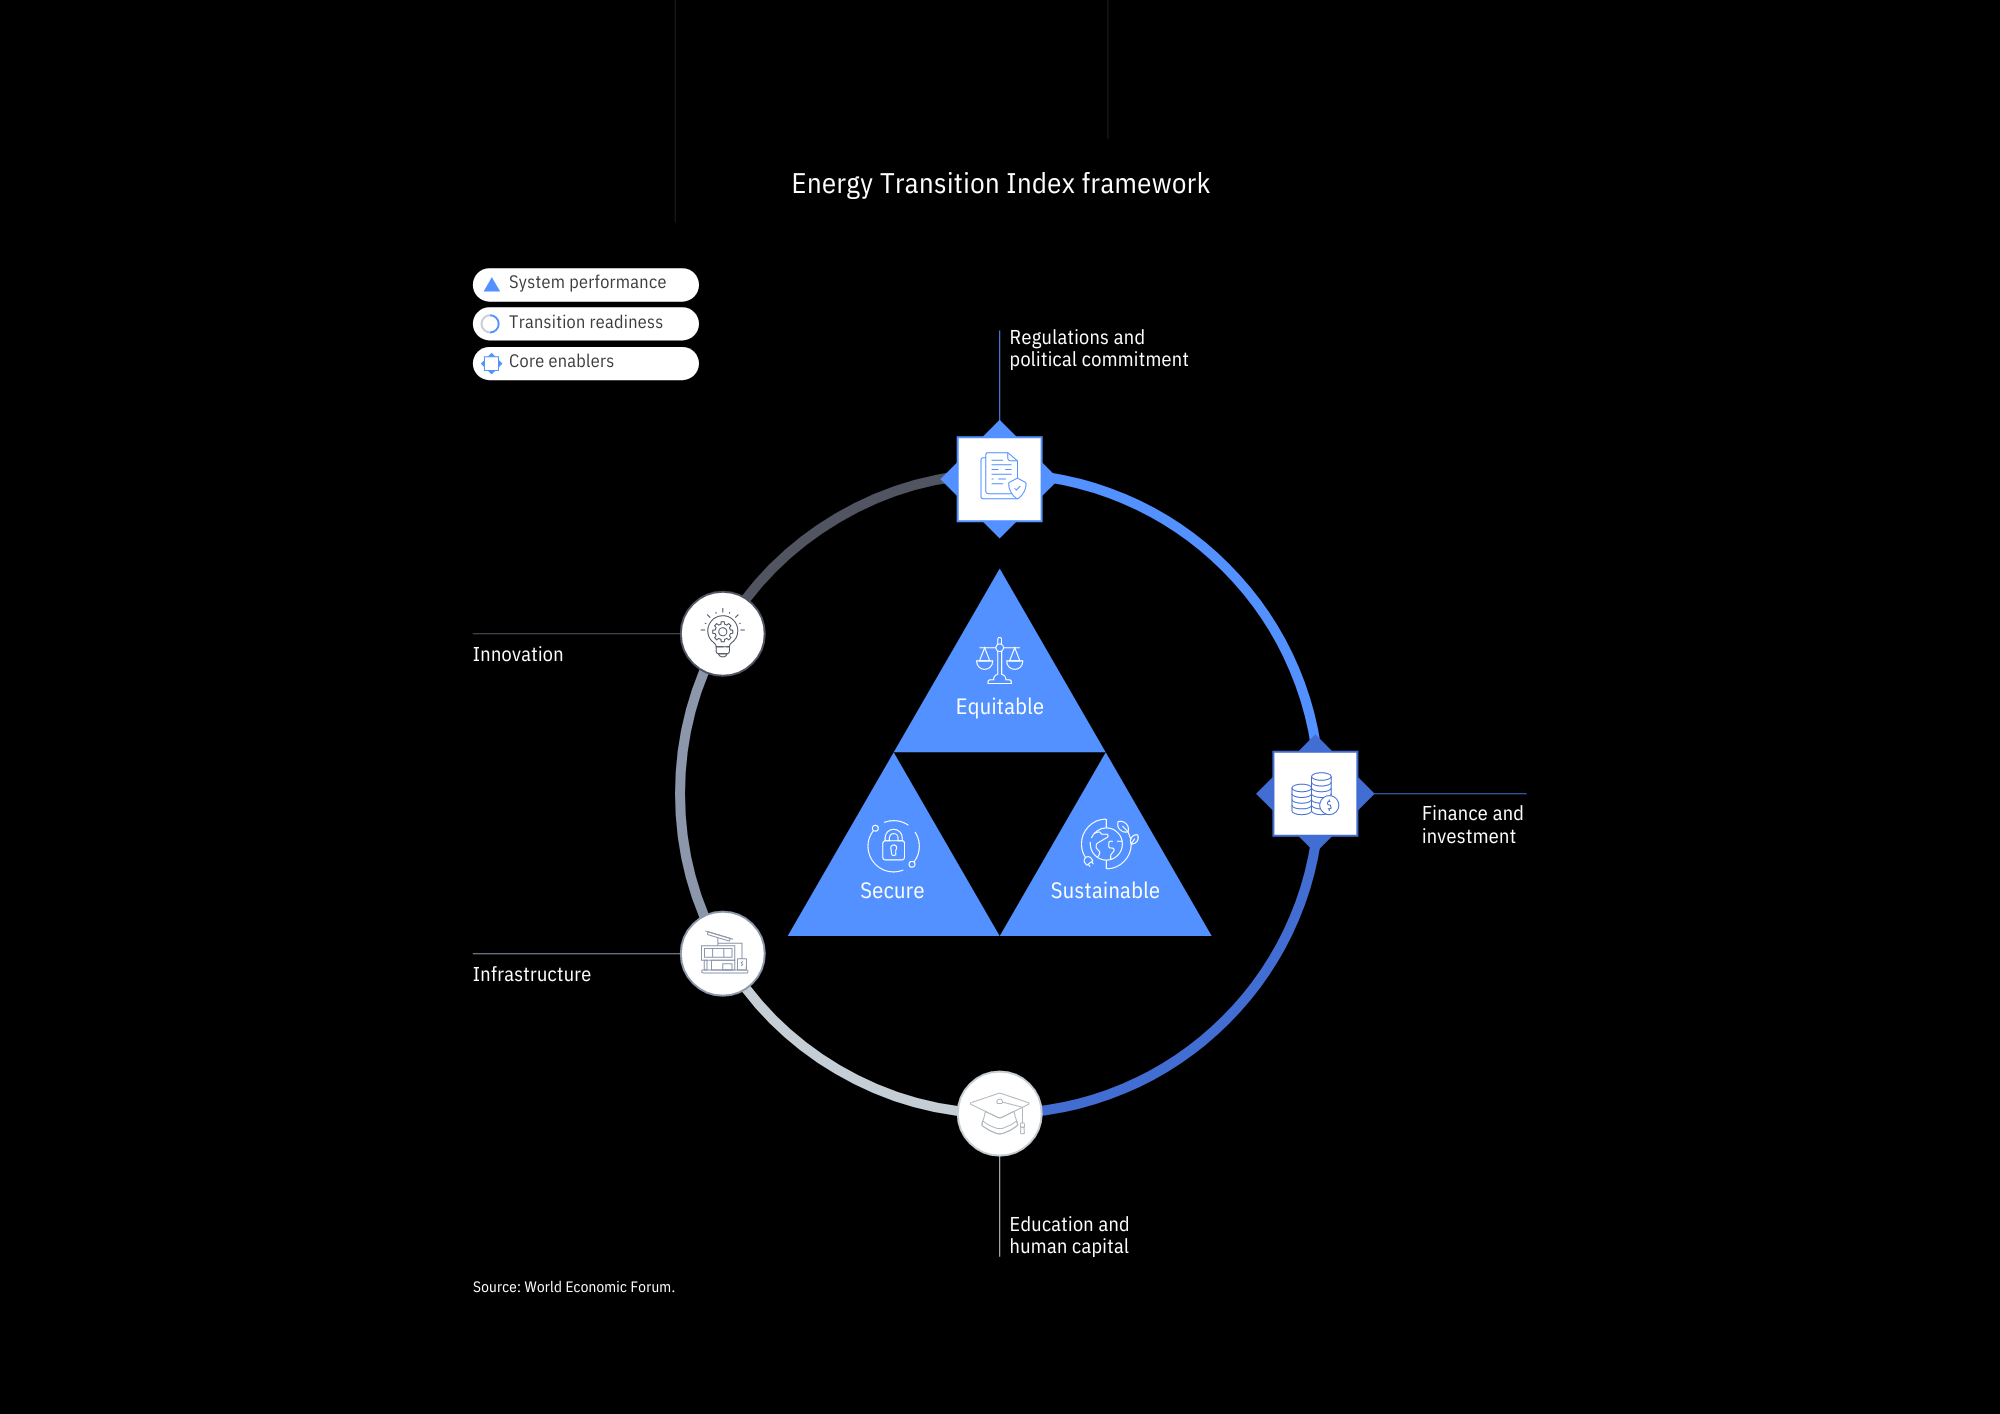 Energy Transition Index framework
System performance
Transition readiness
Core enablers
Regulations and
political commitment
Innovation
Equitable
Finance and
investment
Secure
Sustainable
Infrastructure
Education and
human capital
Source: World Economic Forum.